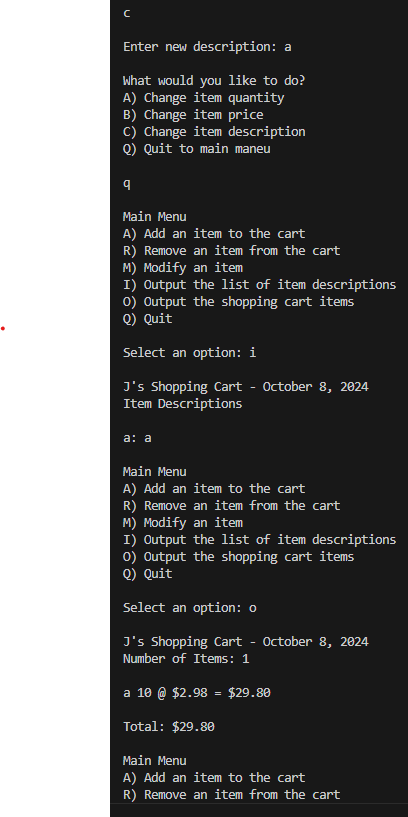 c
Enter new description: a
What would you like to do?
A) Change item quantity
B) Change item price
C) Change item description
Q) Quit to main maneu
q
Main Menu
A) Add an item to the cart
R) Remove an item from the cart
M) Modify an item
I) Output the list of item descriptions
O) Output the shopping cart items
Q) Quit
Select an option: i
J's Shopping Cart - October 8, 2024
Item Descriptions
a: a
Main Menu
A) Add an item to the cart
R) Remove an item from the cart
M) Modify an item
I) Output the list of item descriptions
O) Output the shopping cart items
Q) Quit
Select an option: o
J's Shopping Cart - October 8, 2024
Number of Items: 1
a 10 @ $2.98 = $29.80
Total: $29.80
Main Menu
A) Add an item to the cart
R) Remove an item from the cart